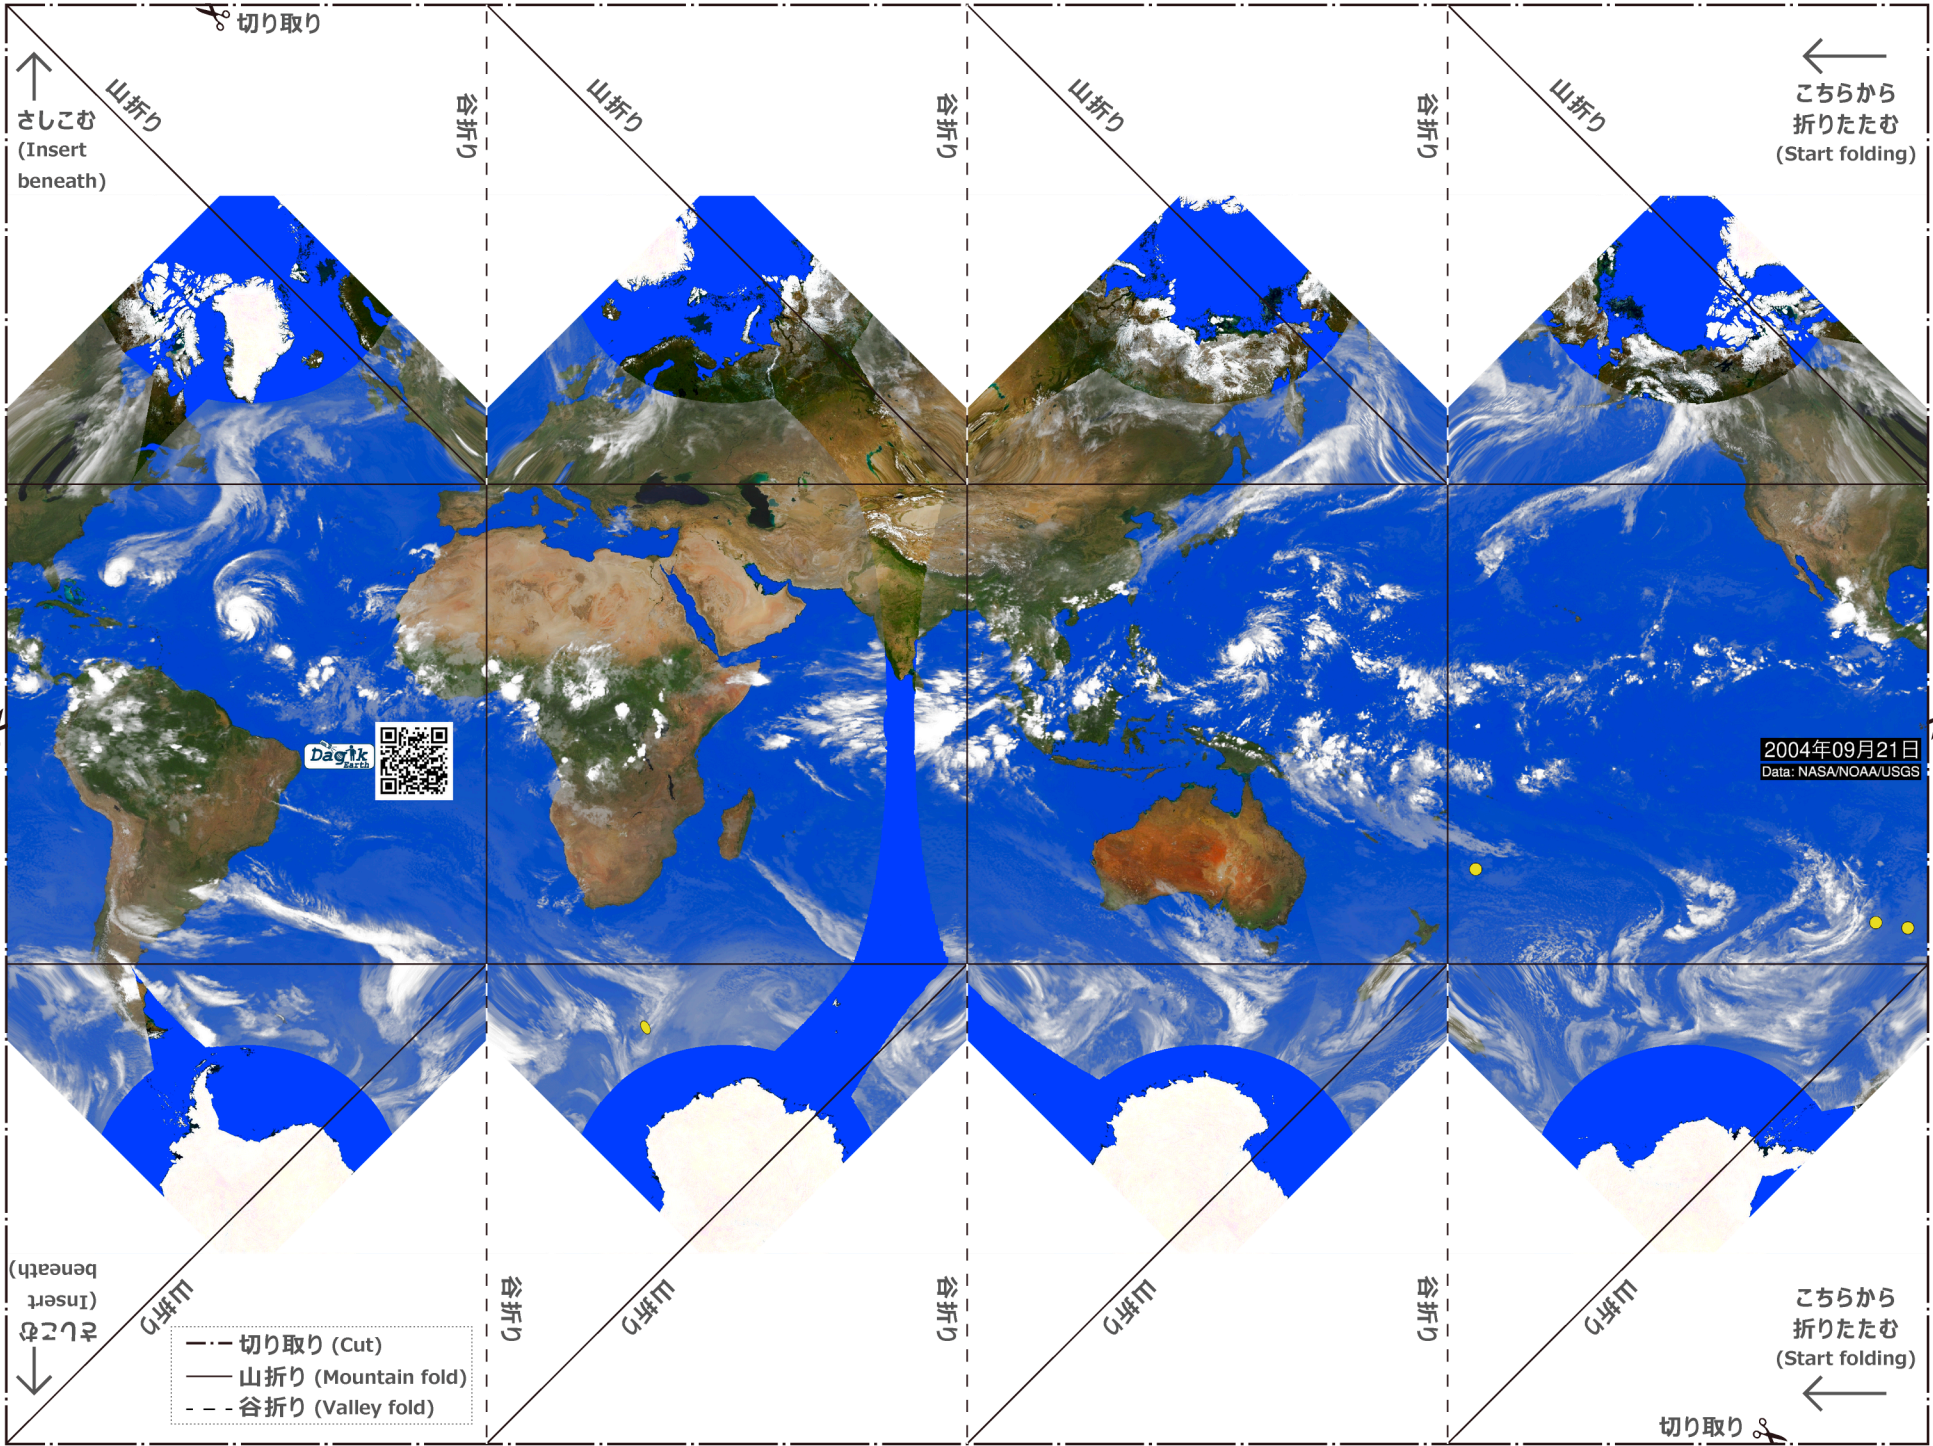 切り取り
山折り
山折り
山折り
山折り
谷折り
谷折り
谷折り
さしこむ
(Insert
beneath)
こちらから
折りたたむ
(Start folding)
Dagik
Earth
2004年09月21日
Data: NASA/NOAA/USGS
さしこむ
(Insert
beneath)
山折り
山折り
山折り
山折り
谷折り
谷折り
谷折り
切り取り (Cut)
山折り (Mountain fold)
谷折り (Valley fold)
こちらから
折りたたむ
(Start folding)
切り取り